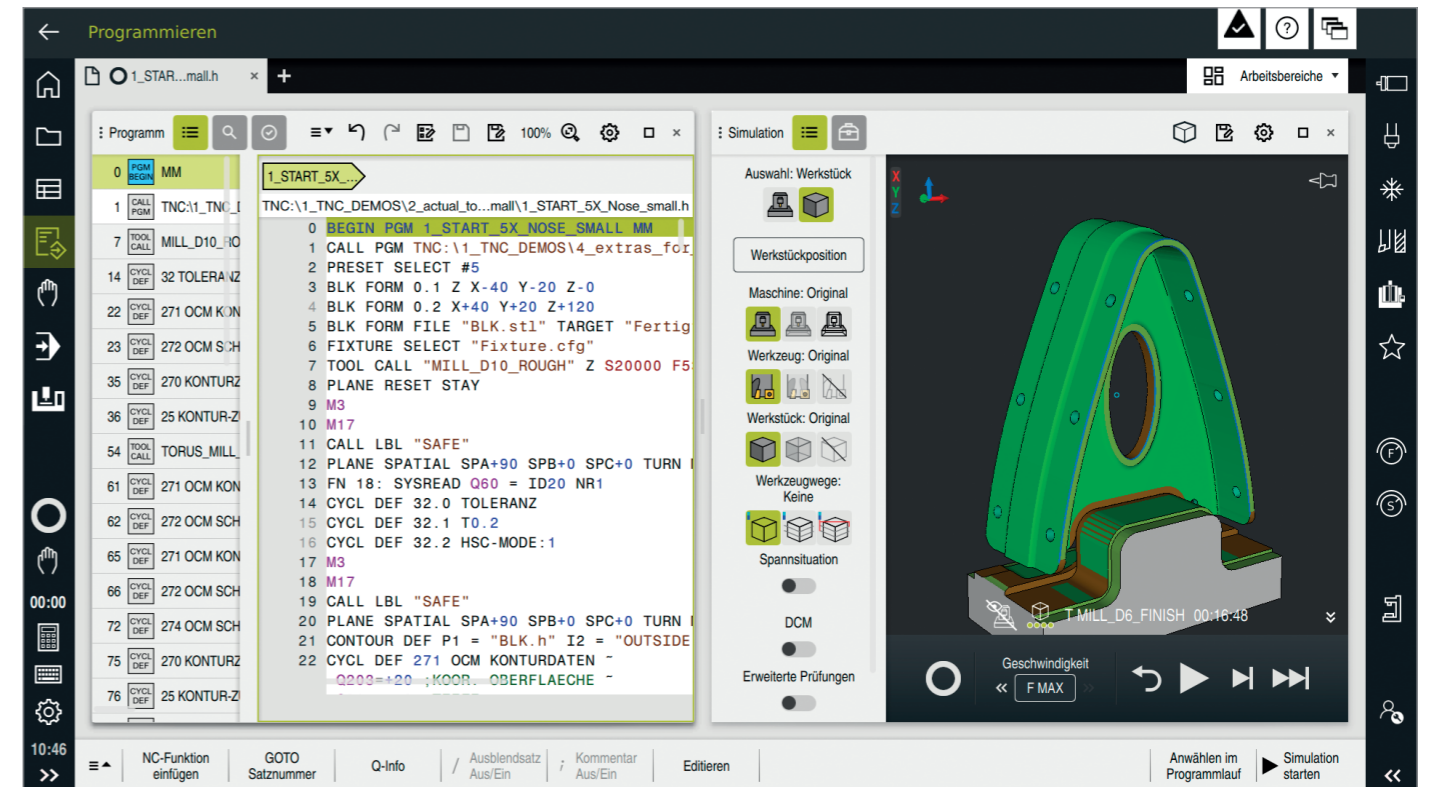 Programmieren
1_STAR...mall.h
Arbeitsbereiche
Programm
100%
0 PGM BEGIN MM
1 CALL PGM TNC:\1_TNC_
7 TOOL CALL MILL_D10_RO
14 CYCL DEF 32 TOLERANZ
22 CYCL DEF 271 OCM KON
23 CYCL DEF 272 OCM SCH
35 CYCL DEF 270 KONTURZ
36 CYCL DEF 25 KONTUR-Z
54 TOOL CALL TORUS_MILL_
61 CYCL DEF 271 OCM KON
62 CYCL DEF 272 OCM SCH
65 CYCL DEF 271 OCM KON
66 CYCL DEF 272 OCM SCH
72 CYCL DEF 274 OCM SCH
75 CYCL DEF 270 KONTURZ
76 CYCL DEF 25 KONTUR-Z
1_START_5X_...
TNC:\1_TNC_DEMOS\2_actual_to...mall\1_START_5X_Nose_small.h
0 BEGIN PGM 1_START_5X_NOSE_SMALL MM
1 CALL PGM TNC:\1_TNC_DEMOS\4_extras_for_
2 PRESET SELECT #5
3 BLK FORM 0.1 Z X-40 Y-20 Z-0
4 BLK FORM 0.2 X+40 Y+20 Z+120
5 BLK FORM FILE "BLK.stl" TARGET "Fertig
6 FIXTURE SELECT "Fixture.cfg"
7 TOOL CALL "MILL_D10_ROUGH" Z S20000 F5
8 PLANE RESET STAY
9 M3
10 M17
11 CALL LBL "SAFE"
12 PLANE SPATIAL SPA+90 SPB+0 SPC+0 TURN
13 FN 18: SYSREAD Q60 = ID20 NR1
14 CYCL DEF 32.0 TOLERANZ
15 CYCL DEF 32.1 T0.2
16 CYCL DEF 32.2 HSC-MODE:1
17 M3
18 M17
19 CALL LBL "SAFE"
20 PLANE SPATIAL SPA+90 SPB+0 SPC+0 TURN
21 CONTOUR DEF P1 = "BLK.h" I2 = "OUTSIDE
22 CYCL DEF 271 OCM KONTURDATEN ~
Q203=+20 ;KOOR. OBERFLAECHE ~
Simulation
Auswahl: Werkstück
Werkstückposition
Maschine: Original
Werkzeug: Original
Werkstück: Original
Werkzeugwege:
Keine
Spannsituation
DCM
Erweiterte Prüfungen
X
Y
Z
T MILL_D6_FINISH 00:16:48
Geschwindigkeit
F MAX
F
S
00:00
10:46
NC-Funktion
einfügen
GOTO
Satznummer
Q-Info
/ Ausblendsatz
Aus/Ein
; Kommentar
Aus/Ein
Editieren
Anwählen im
Programmlauf
Simulation
starten